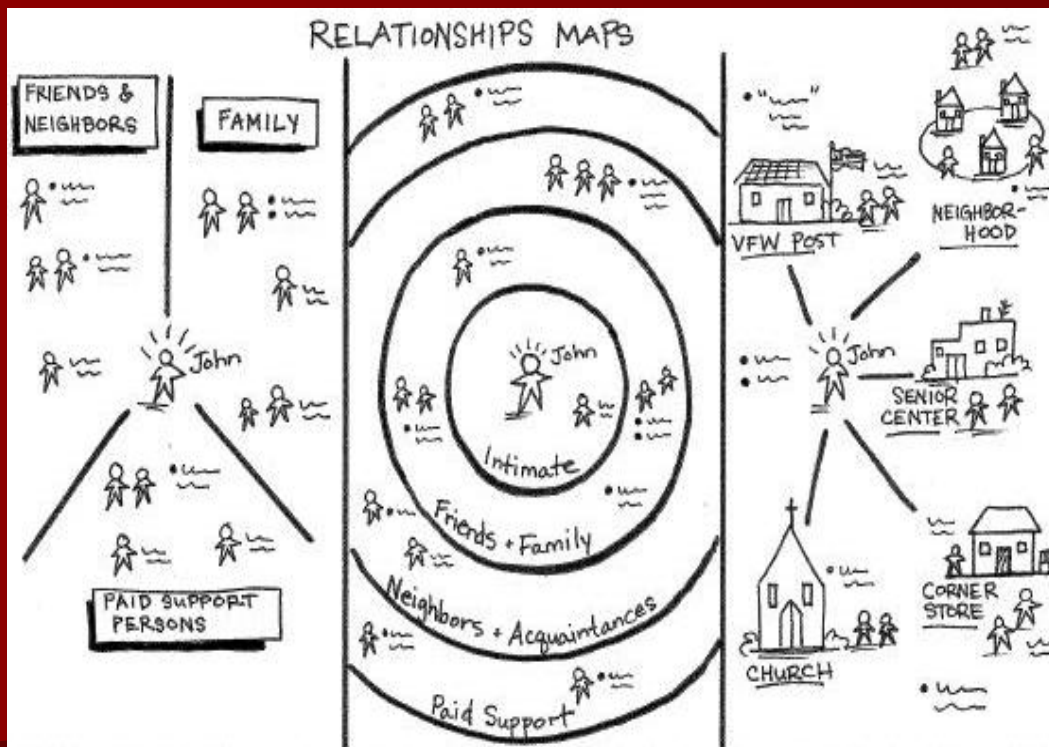 RELATIONSHIPS MAPS
FRIENDS &
NEIGHBORS
FAMILY
John
PAID SUPPORT
PERSONS
John
Intimate
Friends + Family
Neighbors + Acquaintances
Paid Support
VFW POST
NEIGHBOR-
HOOD
John
SENIOR
CENTER
CORNER
STORE
CHURCH